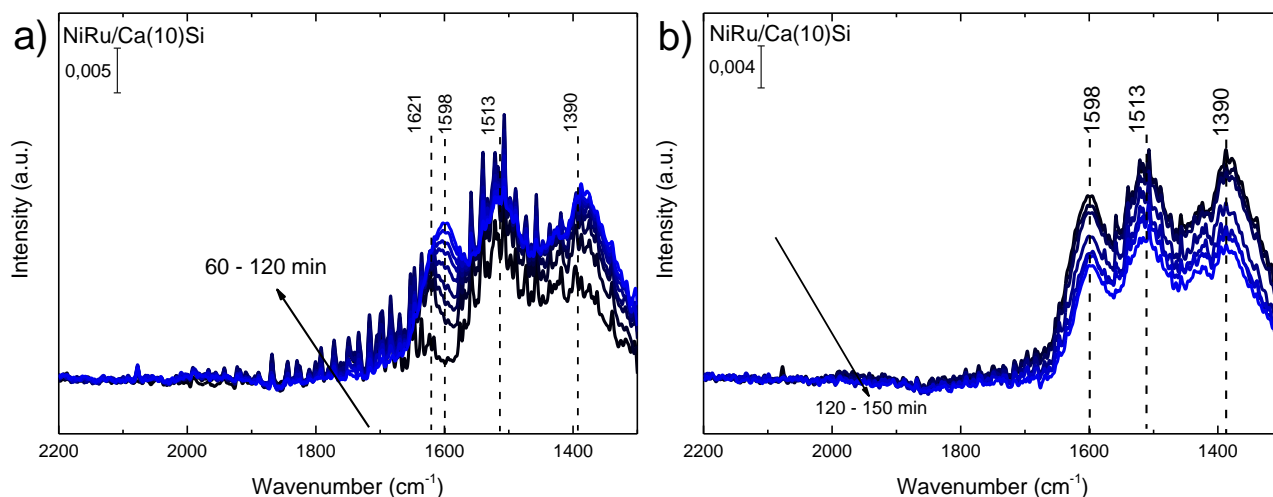 a)
NiRu/Ca(10)Si
0,005
1621
1598
1513
1390
60 - 120 min
Intensity (a.u.)
2200
2000
1800
1600
1400
Wavenumber (cm⁻¹)
b)
NiRu/Ca(10)Si
0,004
1598
1513
1390
120 - 150 min
Intensity (a.u.)
2200
2000
1800
1600
1400
Wavenumber (cm⁻¹)